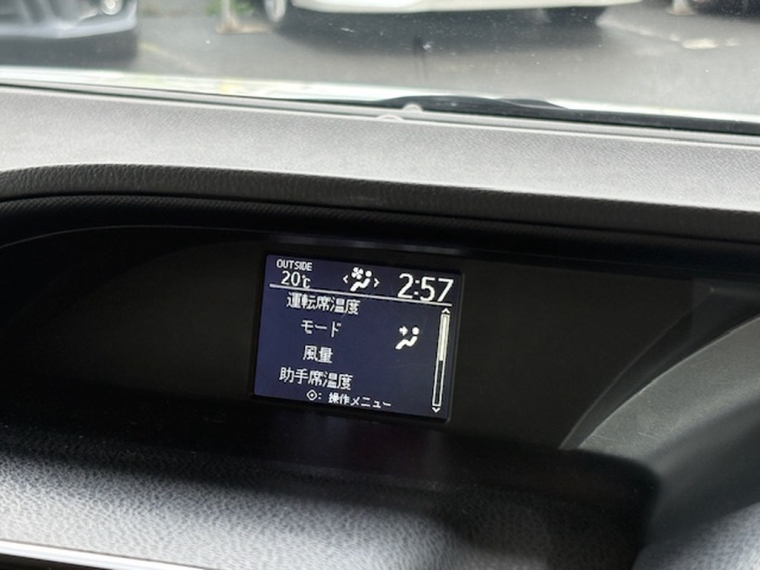 OUTSIDE
20℃ 2:57
運転席温度
モード
風量
助手席温度
: 操作メニュー